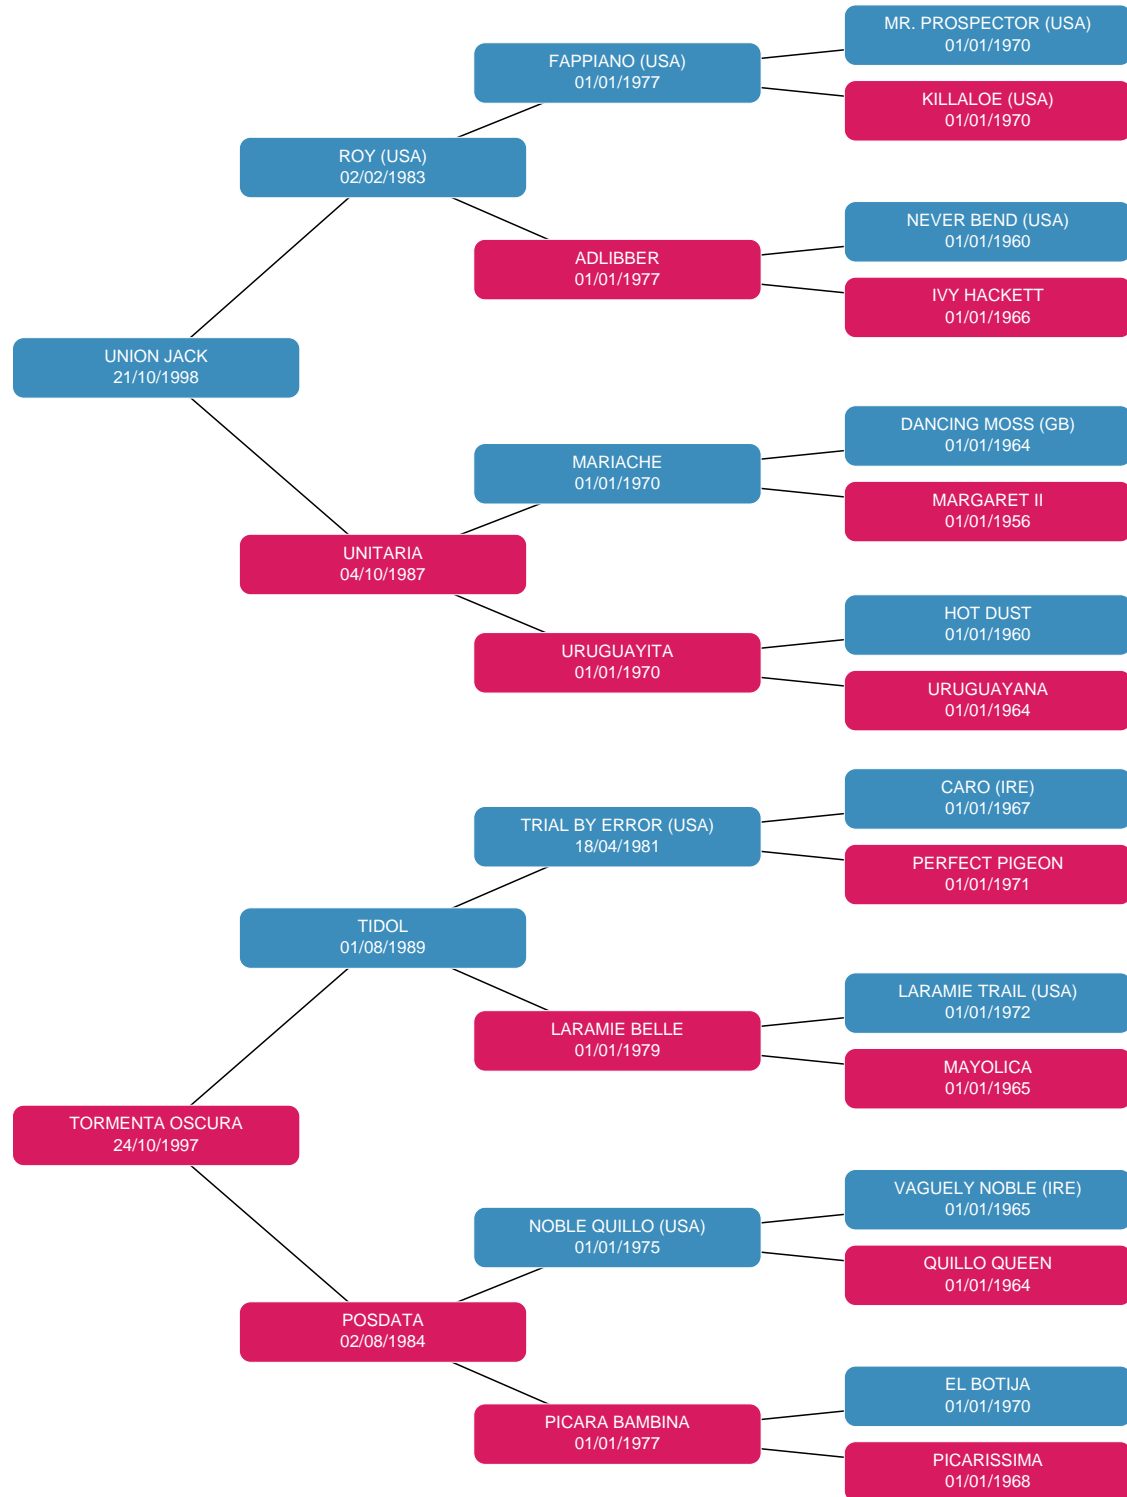 MR. PROSPECTOR (USA)
01/01/1970
FAPPIANO (USA)
01/01/1977
KILLALOE (USA)
01/01/1970
ROY (USA)
02/02/1983
NEVER BEND (USA)
01/01/1960
ADLIBBER
01/01/1977
IVY HACKETT
01/01/1966
UNION JACK
21/10/1998
DANCING MOSS (GB)
01/01/1964
MARIACHE
01/01/1970
MARGARET II
01/01/1956
UNITARIA
04/10/1987
HOT DUST
01/01/1960
URUGUAYITA
01/01/1970
URUGUAYANA
01/01/1964
CARO (IRE)
01/01/1967
TRIAL BY ERROR (USA)
18/04/1981
PERFECT PIGEON
01/01/1971
TIDOL
01/08/1989
LARAMIE TRAIL (USA)
01/01/1972
LARAMIE BELLE
01/01/1979
MAYOLICA
01/01/1965
TORMENTA OSCURA
24/10/1997
VAGUELY NOBLE (IRE)
01/01/1965
NOBLE QUILLO (USA)
01/01/1975
QUILLO QUEEN
01/01/1964
POSDATA
02/08/1984
EL BOTIJA
01/01/1970
PICARA BAMBINA
01/01/1977
PICARISSIMA
01/01/1968